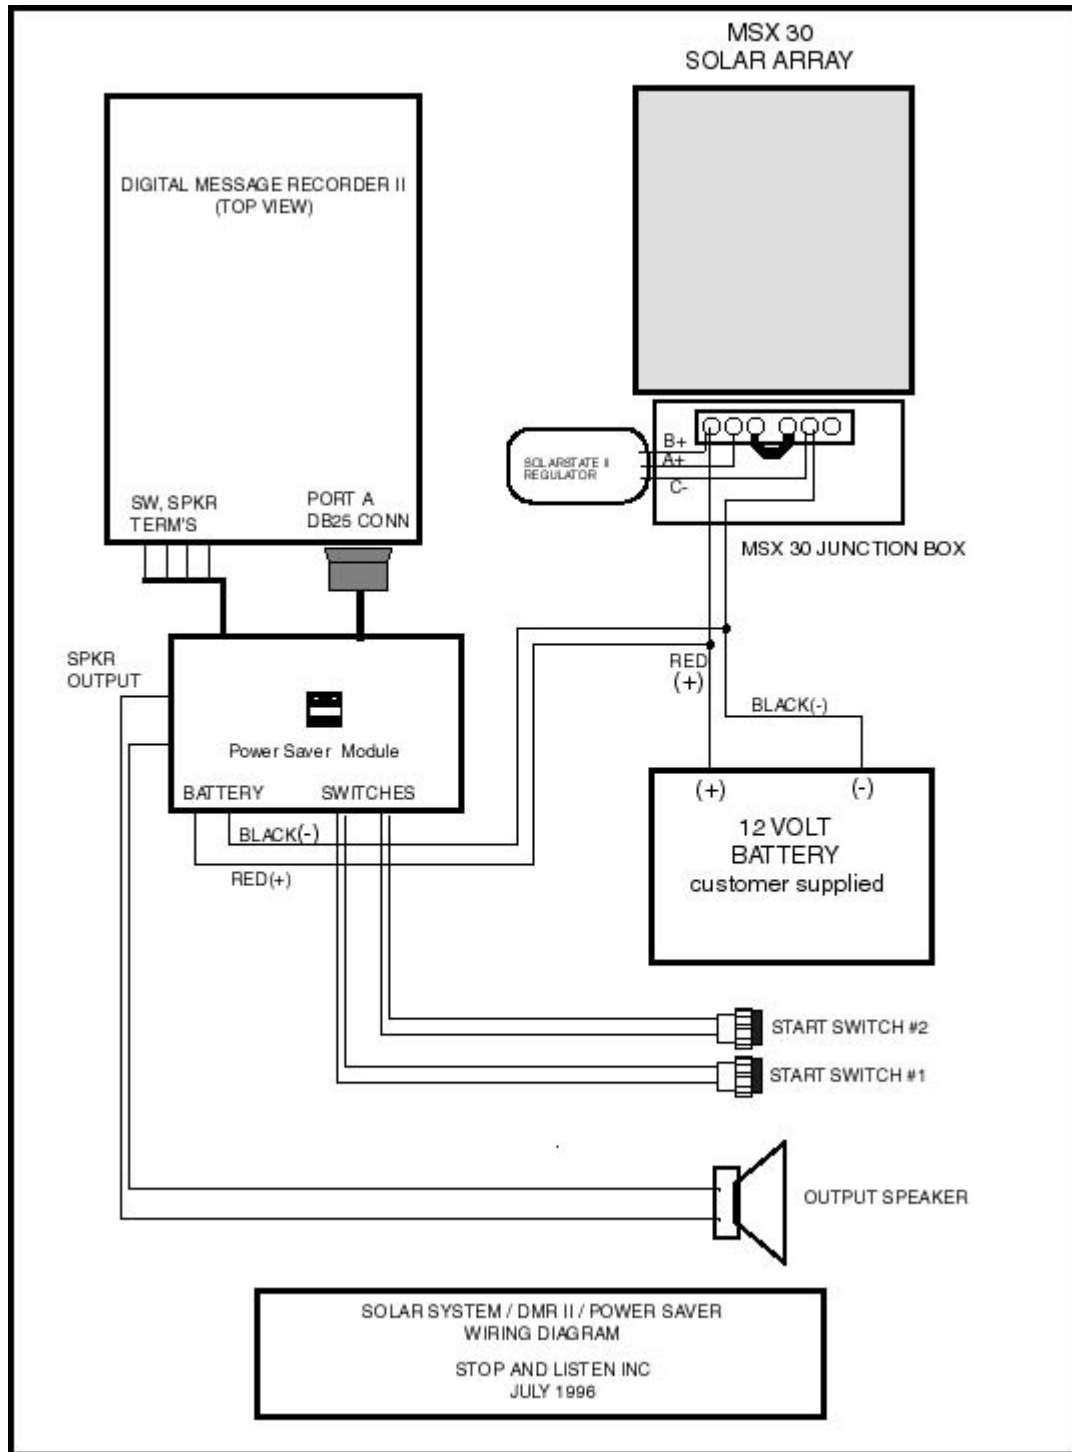 MSX 30
SOLAR ARRAY
DIGITAL MESSAGE RECORDER II
(TOP VIEW)
SOLARSTATE II
REGULATOR
B+
A+
C-
SW, SPKR
TERM'S
PORT A
DB25 CONN
MSX 30 JUNCTION BOX
SPKR
OUTPUT
RED
(+)
BLACK(-)
Power Saver Module
BATTERY
SWITCHES
BLACK(-)
RED(+)
(+)
(-)
12 VOLT
BATTERY
customer supplied
START SWITCH #2
START SWITCH #1
OUTPUT SPEAKER
SOLAR SYSTEM / DMR II / POWER SAVER
WIRING DIAGRAM
STOP AND LISTEN INC
JULY 1996